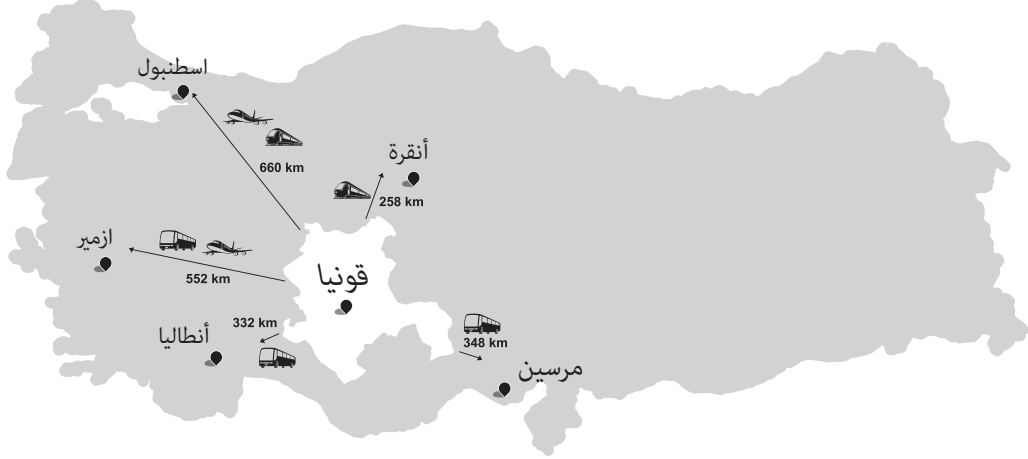 اسطنبول
660 km
أنقرة
258 km
ازمير
552 km
قونيا
332 km
أنطاليا
348 km
مرسين